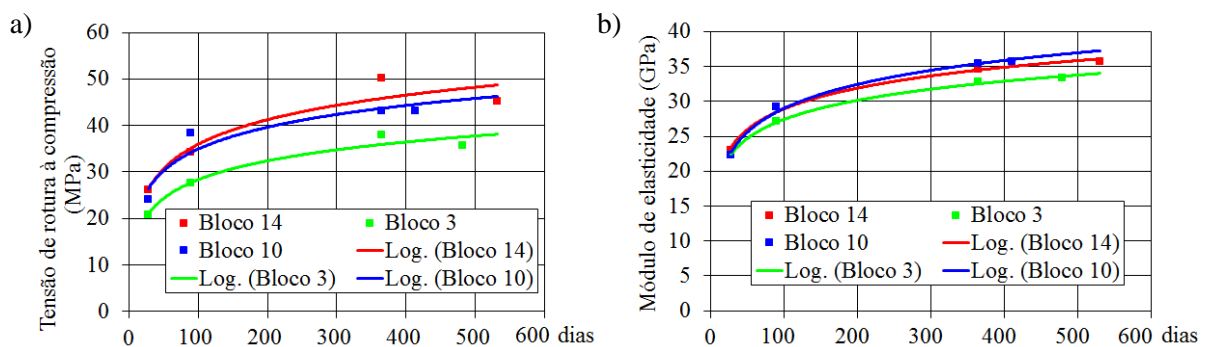 a)
Tensão de rotura à compressão
(MPa)
60
50
40
30
20
10
0
0 100 200 300 400 500 600 dias
Bloco 14 Bloco 3
Bloco 10 Log. (Bloco 14)
Log. (Bloco 3) Log. (Bloco 10)
b)
Módulo de elasticidade (GPa)
40
35
30
25
20
15
10
5
0
0 100 200 300 400 500 600 dias
Bloco 14 Bloco 3
Bloco 10 Log. (Bloco 14)
Log. (Bloco 3) Log. (Bloco 10)